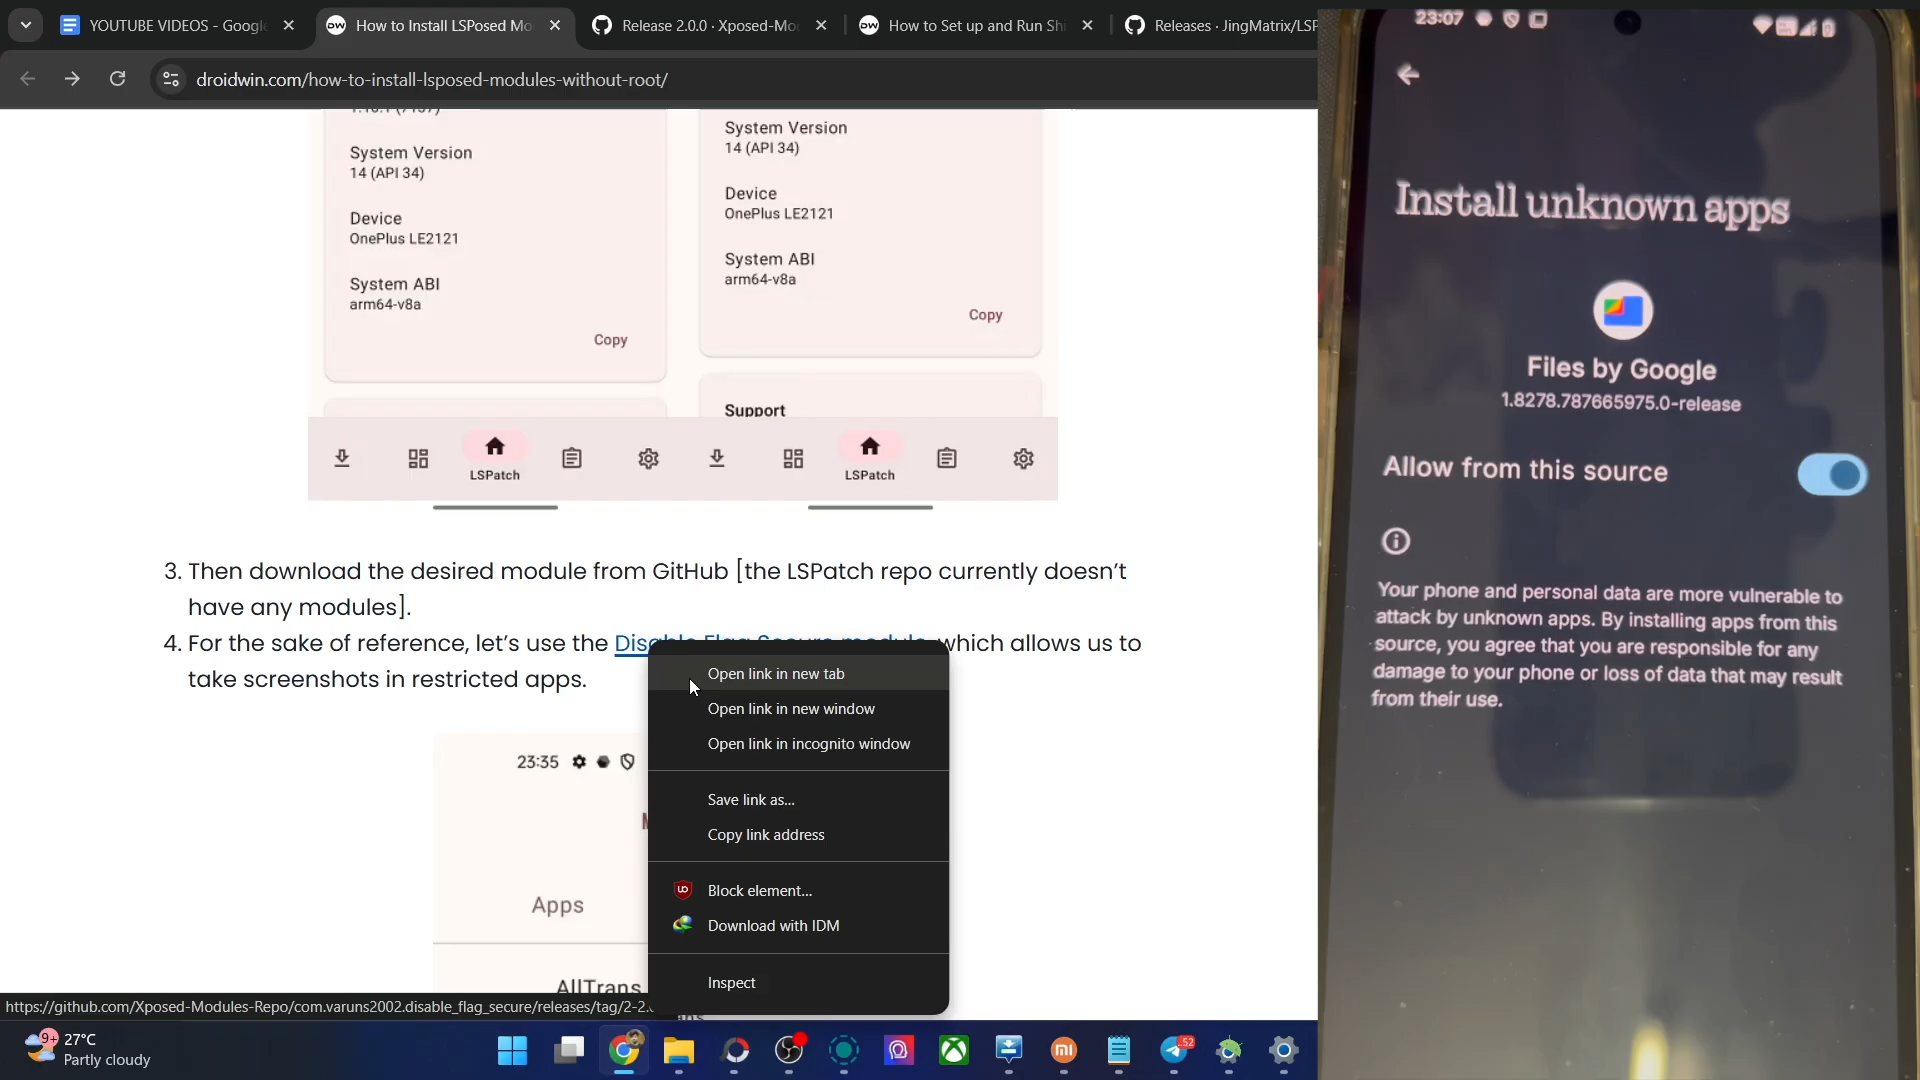 YOUTUBE VIDEOS - Google
How to Install LSPosed Mo
Release 2.0.0 · Xposed-Mo
How to Set up and Run Shi
Releases · JingMatrix/LSP
droidwin.com/how-to-install-lsposed-modules-without-root/
System Version
14 (API 34)
Device
OnePlus LE2121
System ABI
arm64-v8a
Copy
LSPatch
System Version
14 (API 34)
Device
OnePlus LE2121
System ABI
arm64-v8a
Copy
Support
LSPatch
3. Then download the desired module from GitHub [the LSPatch repo currently doesn't
have any modules].
4. For the sake of reference, let's use the Disable Flag Secure module which allows us to
take screenshots in restricted apps.
Open link in new tab
Open link in new window
Open link in incognito window
Save link as...
Copy link address
Block element...
Download with IDM
Inspect
23:35
Apps
AllTrans
https://github.com/Xposed-Modules-Repo/com.varuns2002.disable_flag_secure/releases/tag/2-2.
9+
27°C
Partly cloudy
52
23:07
Install unknown apps
Files by Google
1.8278.787665975.0-release
Allow from this source
Your phone and personal data are more vulnerable to
attack by unknown apps. By installing apps from this
source, you agree that you are responsible for any
damage to your phone or loss of data that may result
from their use.